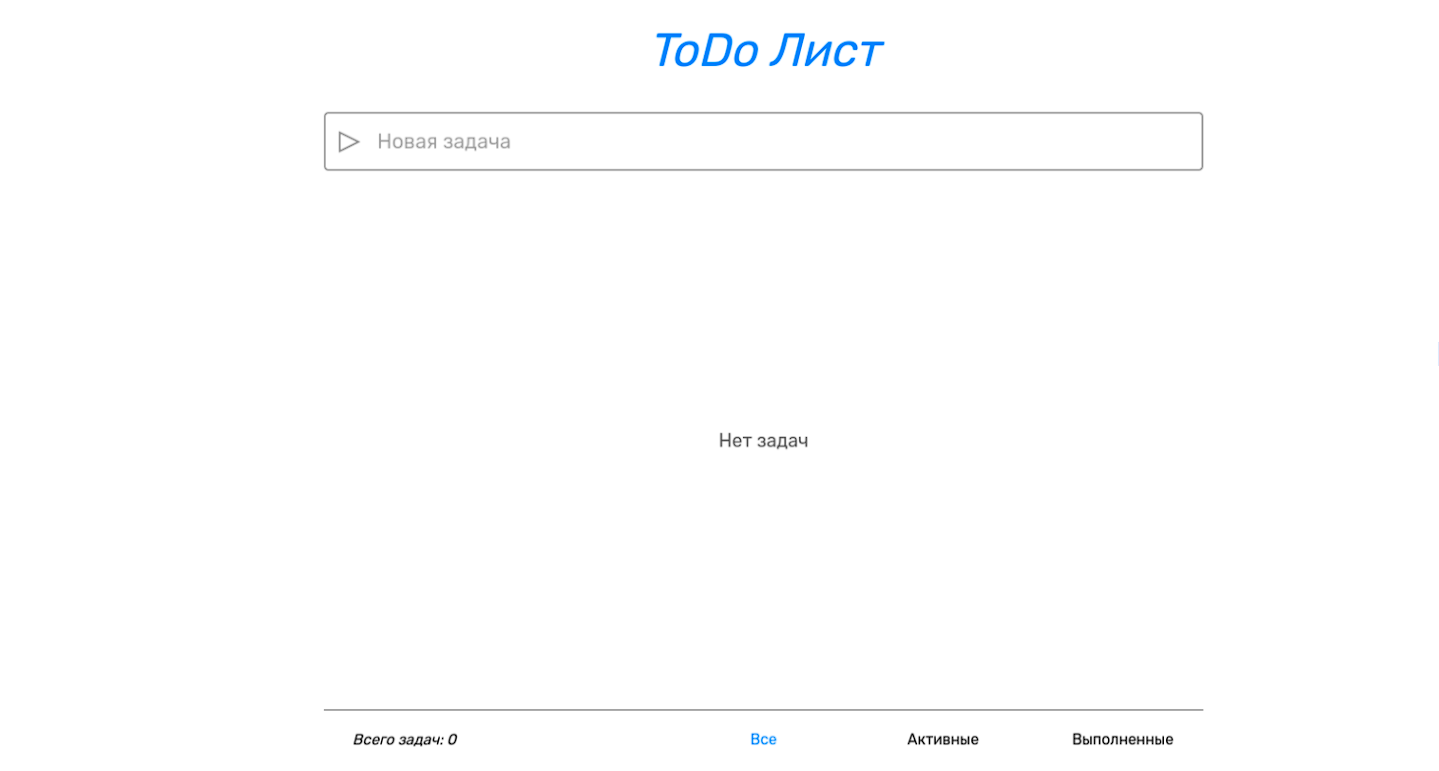 ToDo Лист
Новая задача
Нет задач
Всего задач: 0 Все Активные Выполненные